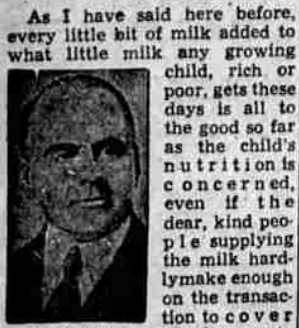 As I have said here before,
every little bit of milk added to
what little milk any growing
child, rich or
poor, gets these
days is all to
the good so far
as the child's
nutrition is
concerned,
even if the
dear, kind peo-
ple supplying
the milk hard-
lymake enough
on the transac-
tion to cover